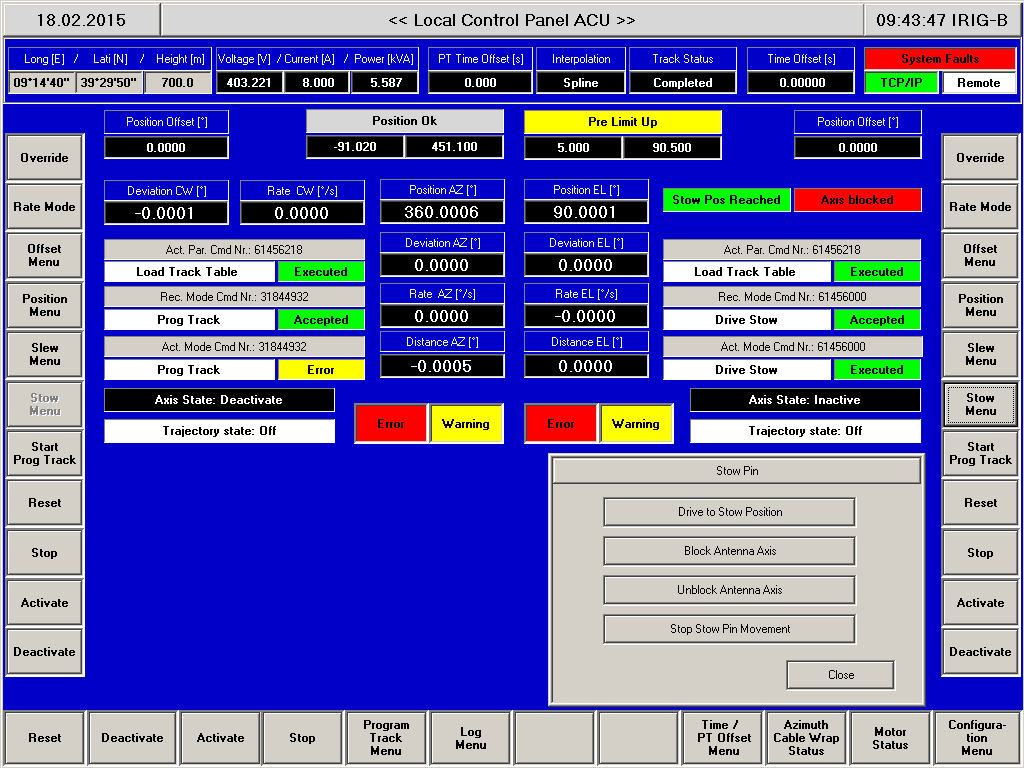 18.02.2015
<< Local Control Panel ACU >>
09:43:47 IRIG-B
Long [E] / Lati [N] / Height [m]
09°14'40" 39°29'50" 700.0
Voltage [V] / Current [A] / Power [kVA]
403.221 8.000 5.587
PT Time Offset [s]
0.000
Interpolation
Spline
Track Status
Completed
Time Offset [s]
0.00000
System Faults
TCP/IP Remote
Override
Rate Mode
Offset
Menu
Position
Menu
Slew
Menu
Stow
Menu
Start
Prog Track
Reset
Stop
Activate
Deactivate
Position Offset [°]
0.0000
Position Ok
-91.020 451.100
Pre Limit Up
5.000 90.500
Position Offset [°]
0.0000
Deviation CW [°]
-0.0001
Rate CW [°/s]
0.0000
Position AZ [°]
360.0006
Position EL [°]
90.0001
Stow Pos Reached
Axis blocked
Act. Par. Cmd Nr.: 61456218
Load Track Table Executed
Rec. Mode Cmd Nr.: 31844932
Prog Track Accepted
Act. Mode Cmd Nr.: 31844932
Prog Track Error
Axis State: Deactivate
Trajectory state: Off
Deviation AZ [°]
0.0000
Rate AZ [°/s]
0.0000
Distance AZ [°]
-0.0005
Error Warning
Deviation EL [°]
0.0000
Rate EL [°/s]
-0.0000
Distance EL [°]
0.0000
Error Warning
Act. Par. Cmd Nr.: 61456218
Load Track Table Executed
Rec. Mode Cmd Nr.: 61456000
Drive Stow Accepted
Act. Mode Cmd Nr.: 61456000
Drive Stow Executed
Axis State: Inactive
Trajectory state: Off
Stow Pin
Drive to Stow Position
Block Antenna Axis
Unblock Antenna Axis
Stop Stow Pin Movement
Close
Override
Rate Mode
Offset
Menu
Position
Menu
Slew
Menu
Stow
Menu
Start
Prog Track
Reset
Stop
Activate
Deactivate
Reset
Deactivate
Activate
Stop
Program
Track
Menu
Log
Menu
Time /
PT Offset
Menu
Azimuth
Cable Wrap
Status
Motor
Status
Configura-
tion
Menu